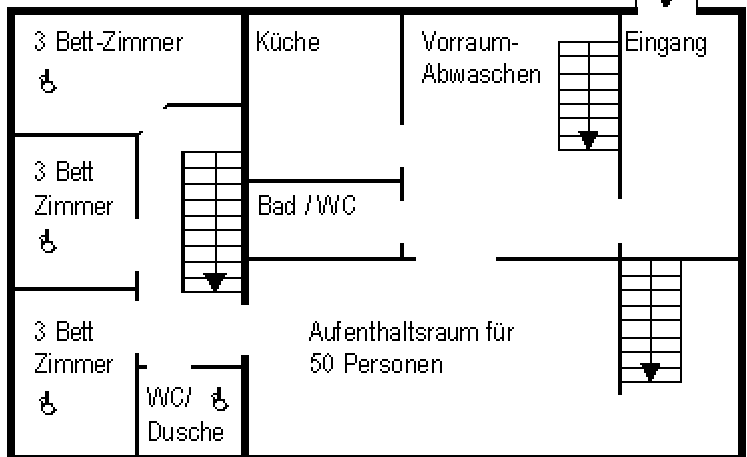 3 Bett-Zimmer
Küche
Vorraum-
Abwaschen
Eingang
3 Bett
Zimmer
Bad / WC
3 Bett
Zimmer
Aufenthaltsraum für
50 Personen
WC/
Dusche